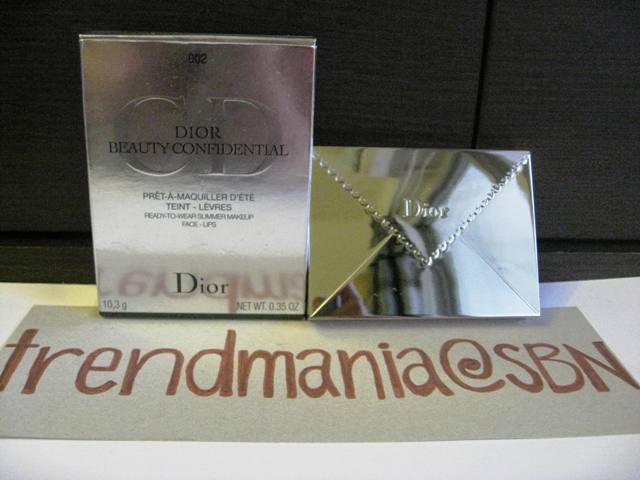 002
CD
DIOR
BEAUTY CONFIDENTIAL
PRÊT-À-MAQUILLER D'ÉTÉ
TEINT - LÈVRES
READY-TO-WEAR SUMMER MAKEUP
FACE - LIPS
Dior
10,3 g NET WT. 0.35 OZ
Dior
trendmania@SBN